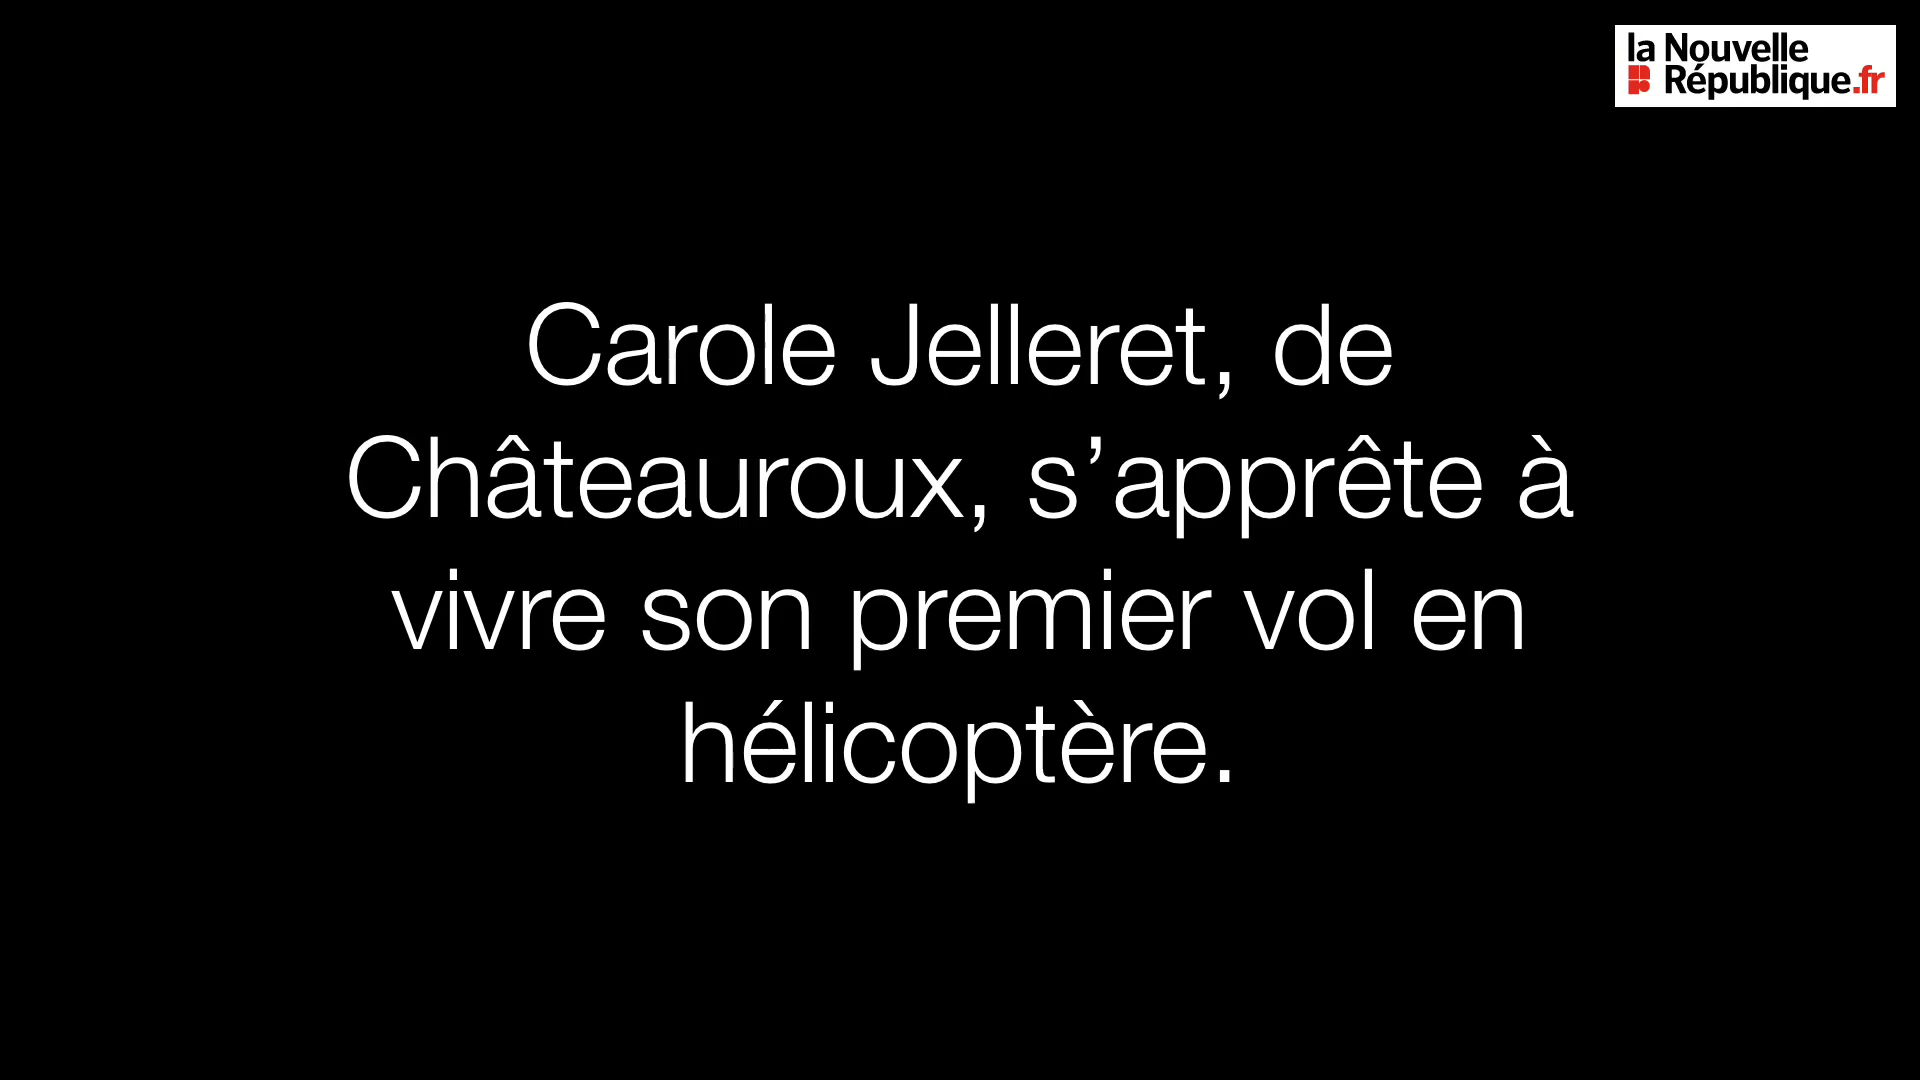 la Nouvelle
République.fr
Carole Jelleret, de
Châteauroux, s’apprête à
vivre son premier vol en
hélicoptère.